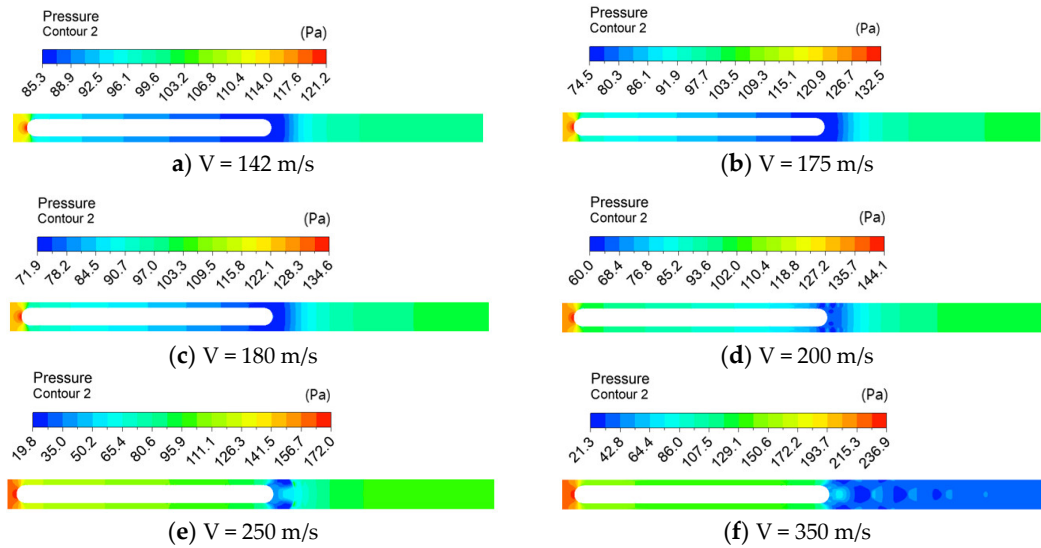 Pressure
Contour 2
(Pa)
85.3 88.9 92.5 96.1 99.6 103.2 106.8 110.4 114.0 117.6 121.2
a) V = 142 m/s
Pressure
Contour 2
(Pa)
74.5 80.3 86.1 91.9 97.7 103.5 109.3 115.1 120.9 126.7 132.5
(b) V = 175 m/s
Pressure
Contour 2
(Pa)
71.9 78.2 84.5 90.7 97.0 103.3 109.5 115.8 122.1 128.3 134.6
(c) V = 180 m/s
Pressure
Contour 2
(Pa)
60.0 68.4 76.8 85.2 93.6 102.0 110.4 118.8 127.2 135.7 144.1
(d) V = 200 m/s
Pressure
Contour 2
(Pa)
19.8 35.0 50.2 65.4 80.6 95.9 111.1 126.3 141.5 156.7 172.0
(e) V = 250 m/s
Pressure
Contour 2
(Pa)
21.3 42.8 64.4 86.0 107.5 129.1 150.6 172.2 193.7 215.3 236.9
(f) V = 350 m/s